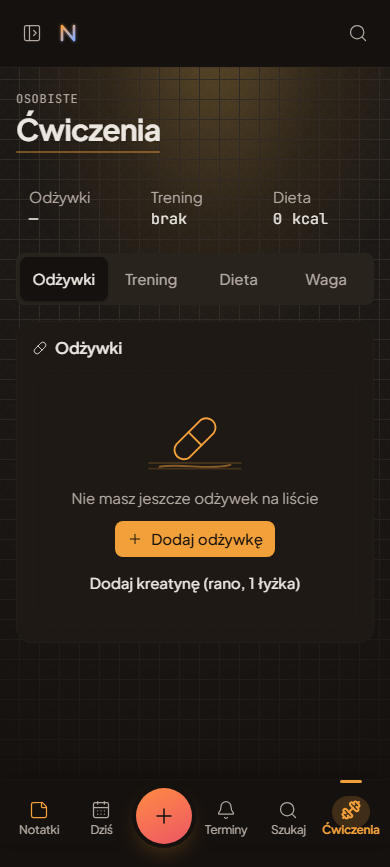 N
OSOBISTE
Ćwiczenia
Odżywki Trening Dieta
— brak 0 kcal
Odżywki Trening Dieta Waga
Odżywki
Nie masz jeszcze odżywek na liście
+ Dodaj odżywkę
Dodaj kreatynę (rano, 1 łyżka)
Notatki Dziś + Terminy Szukaj Ćwiczenia